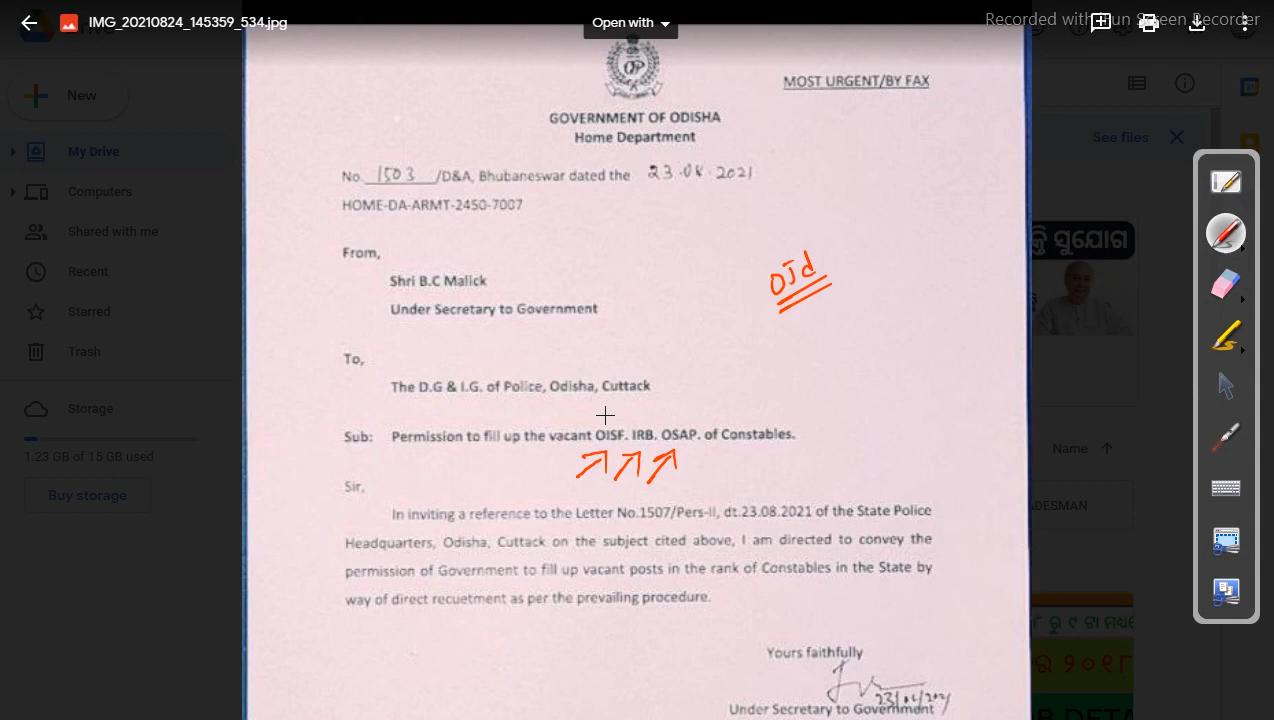 IMG_20210824_145359_534.jpg
Open with
New
My Drive
Computers
Shared with me
Recent
Starred
Trash
Storage
1.23 GB of 15 GB used
Buy storage
OP
MOST URGENT/BY FAX
GOVERNMENT OF ODISHA
Home Department
No. 1503 /D&A, Bhubaneswar dated the 23.08.2021
HOME-DA-ARMT-2450-7007
From,
Shri B.C Malick
Under Secretary to Government
OJd
To,
The D.G & I.G. of Police, Odisha, Cuttack
Sub: Permission to fill up the vacant OISF. IRB. OSAP. of Constables.
Sir,
In inviting a reference to the Letter No.1507/Pers-II, dt.23.08.2021 of the State Police
Headquarters, Odisha, Cuttack on the subject cited above, I am directed to convey the
permission of Government to fill up vacant posts in the rank of Constables in the State by
way of direct recuetment as per the prevailing procedure.
Yours faithfully
Under Secretary to Government
Recorded with Screen Recorder
See files
ସୁଯୋଗ
Name
ADESMAN